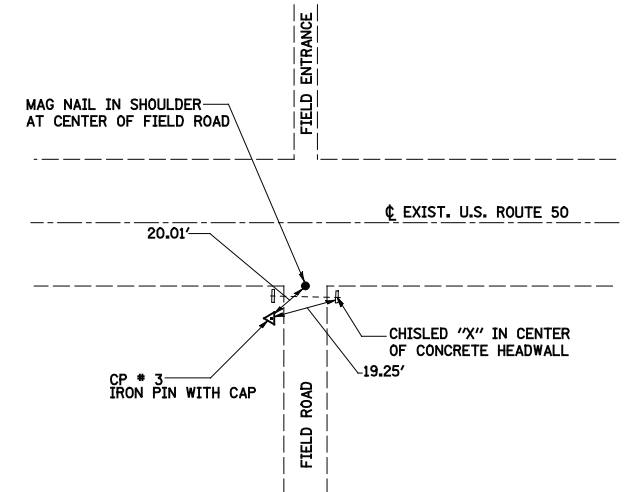 FIELD ENTRANCE
MAG NAIL IN SHOULDER
AT CENTER OF FIELD ROAD
℄ EXIST. U.S. ROUTE 50
20.01'
CHISLED "X" IN CENTER
OF CONCRETE HEADWALL
19.25'
CP # 3
IRON PIN WITH CAP
FIELD ROAD